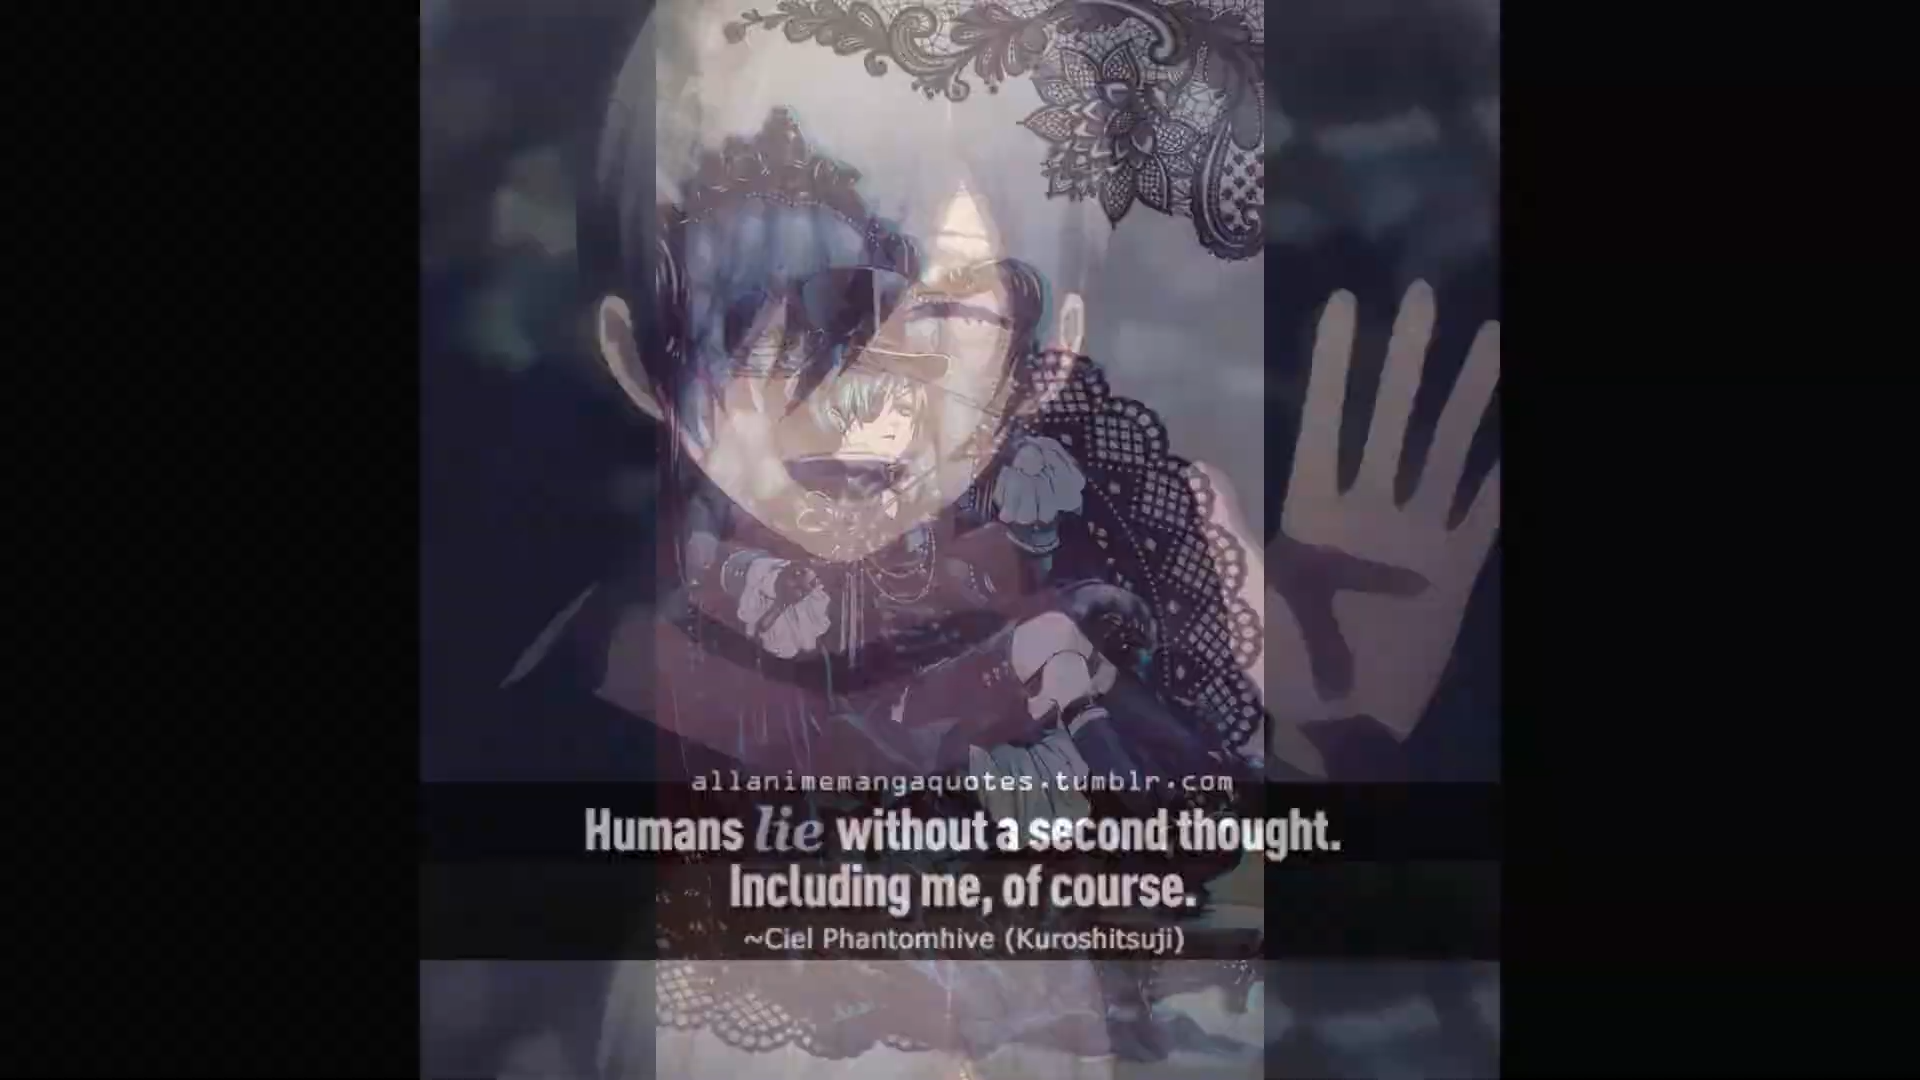 allanimemangaquotes.tumblr.com
Humans lie without a second thought.
Including me, of course.
~Ciel Phantomhive (Kuroshitsuji)